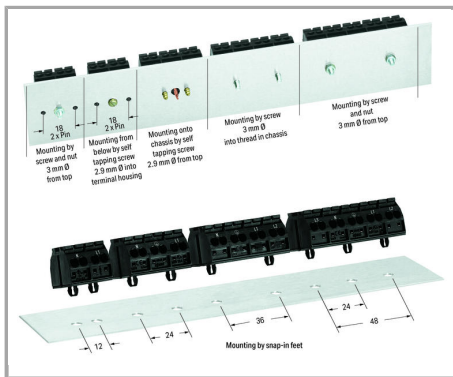 18
2 x Pin
18
2 x Pin
Mounting by
screw and nut
3 mm Ø
from top
Mounting from
below by self
tapping screw
2.9 mm Ø into
terminal housing
Mounting onto
chassis by self
tapping screw
2.9 mm Ø from top
Mounting by screw
3 mm Ø
into thread in chassis
Mounting by screw
and nut
3 mm Ø from top
12
24
36
24
48
Mounting by snap-in feet